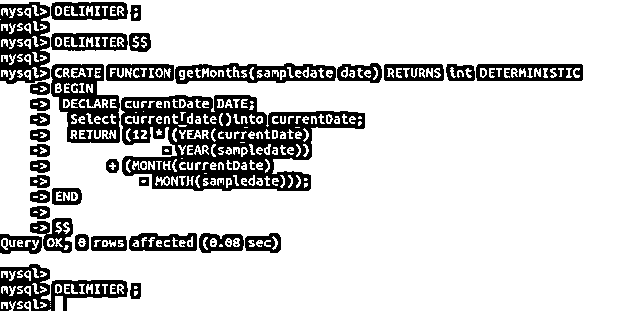 mysql> DELIMITER ;
mysql>
mysql> DELIMITER $$
mysql>
mysql> CREATE FUNCTION getMonths(sampledate date) RETURNS int DETERMINISTIC
-> BEGIN
-> DECLARE currentDate DATE;
-> Select current_date()into currentDate;
-> RETURN (12 * (YEAR(currentDate)
-> - YEAR(sampledate))
-> + (MONTH(currentDate)
-> - MONTH(sampledate)));
-> END
->
-> $$
Query OK, 0 rows affected (0.08 sec)
mysql>
mysql> DELIMITER ;
mysql>